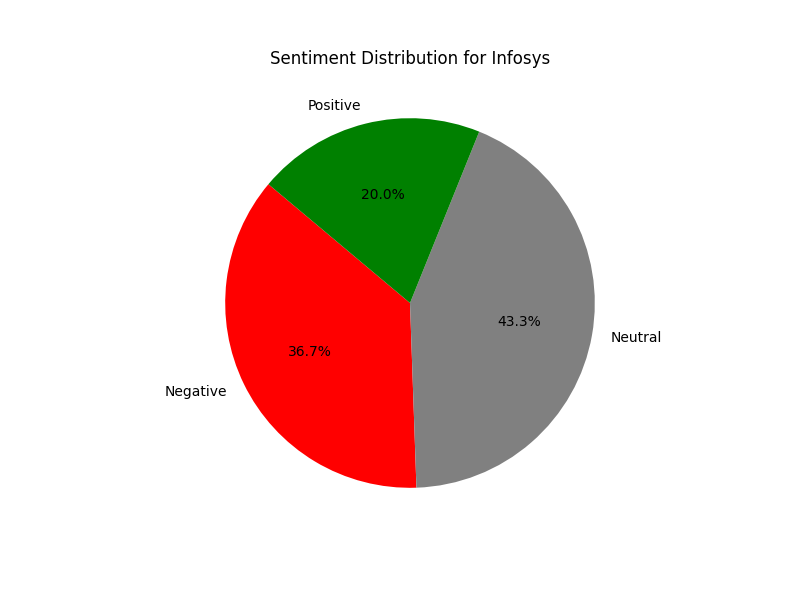 Sentiment Distribution for Infosys
Positive
20.0%
43.3%
Neutral
36.7%
Negative